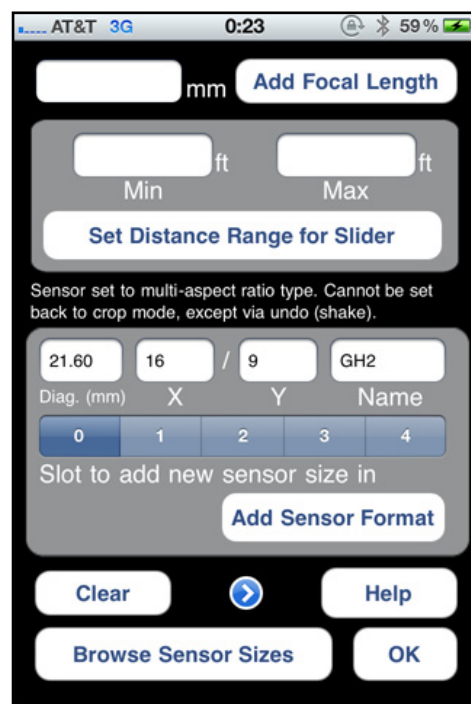 AT&T 3G 0:23 59%
mm Add Focal Length
ft ft
Min Max
Set Distance Range for Slider
Sensor set to multi-aspect ratio type. Cannot be set
back to crop mode, except via undo (shake).
21.60 16 / 9 GH2
Diag. (mm) X Y Name
0 1 2 3 4
Slot to add new sensor size in
Add Sensor Format
Clear Help
Browse Sensor Sizes OK